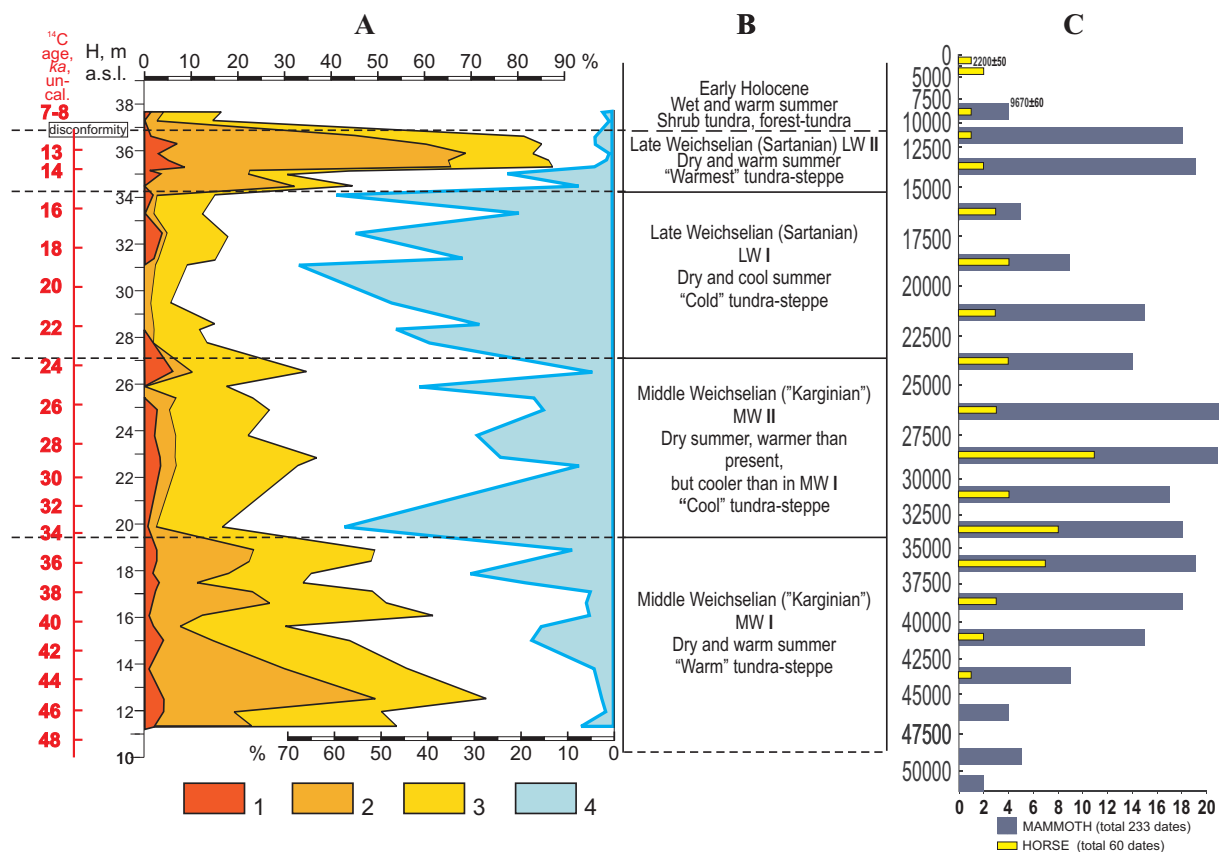 A
B
C
14C
age,
ka,
un-
cal.
H, m
a.s.l.
0 10 20 30 40 50 60 70 80 90 %
7-8
disconformity
13
14
16
18
20
22
24
26
28
30
32
34
36
38
40
42
44
46
48
38
36
34
32
30
28
26
24
22
20
18
16
14
12
10
% 70 60 50 40 30 20 10 0
1 2 3 4
Early Holocene
Wet and warm summer
Shrub tundra, forest-tundra
Late Weichselian (Sartanian) LW II
Dry and warm summer
“Warmest” tundra-steppe
Late Weichselian (Sartanian)
LW I
Dry and cool summer
“Cold” tundra-steppe
Middle Weichselian (”Karginian”)
MW II
Dry summer, warmer than
present,
but cooler than in MW I
“Cool” tundra-steppe
Middle Weichselian (”Karginian”)
MW I
Dry and warm summer
“Warm” tundra-steppe
0
5000
7500
10000
12500
15000
17500
20000
22500
25000
27500
30000
32500
35000
37500
40000
42500
45000
47500
50000
2200±50
9670±60
0 2 4 6 8 10 12 14 16 18 20
MAMMOTH (total 233 dates)
HORSE (total 60 dates)